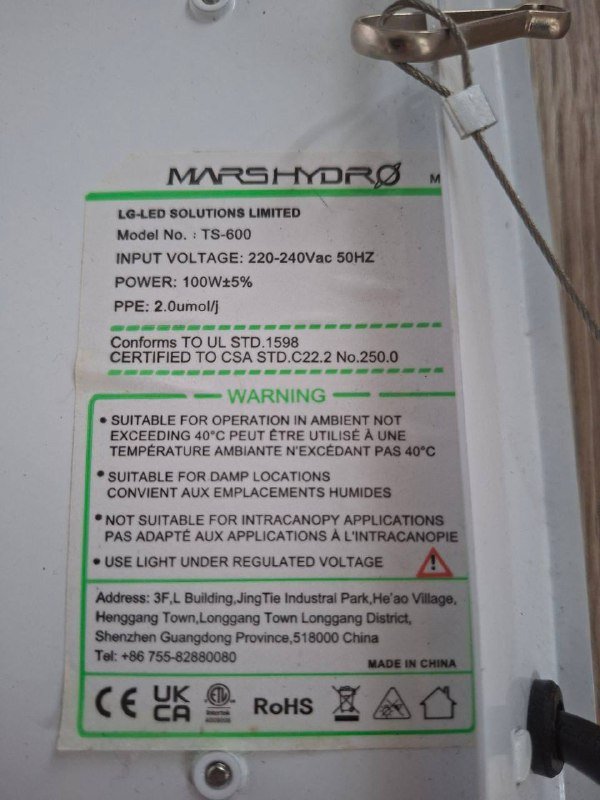 MARSHYDRO M
LG-LED SOLUTIONS LIMITED
Model No. : TS-600
INPUT VOLTAGE: 220-240Vac 50HZ
POWER: 100W±5%
PPE: 2.0umol/j
Conforms TO UL STD.1598
CERTIFIED TO CSA STD.C22.2 No.250.0
WARNING
• SUITABLE FOR OPERATION IN AMBIENT NOT
EXCEEDING 40°C PEUT ÊTRE UTILISÉ À UNE
TEMPÉRATURE AMBIANTE N'EXCÉDANT PAS 40°C
• SUITABLE FOR DAMP LOCATIONS
CONVIENT AUX EMPLACEMENTS HUMIDES
• NOT SUITABLE FOR INTRACANOPY APPLICATIONS
PAS ADAPTÉ AUX APPLICATIONS À L'INTRACANOPIE
• USE LIGHT UNDER REGULATED VOLTAGE
Address: 3F,L Building,JingTie Industral Park,He'ao Village,
Henggang Town,Longgang Town Longgang District,
Shenzhen Guangdong Province,518000 China
Tel: +86 755-82880080
MADE IN CHINA
CE UK CA ETL RoHS